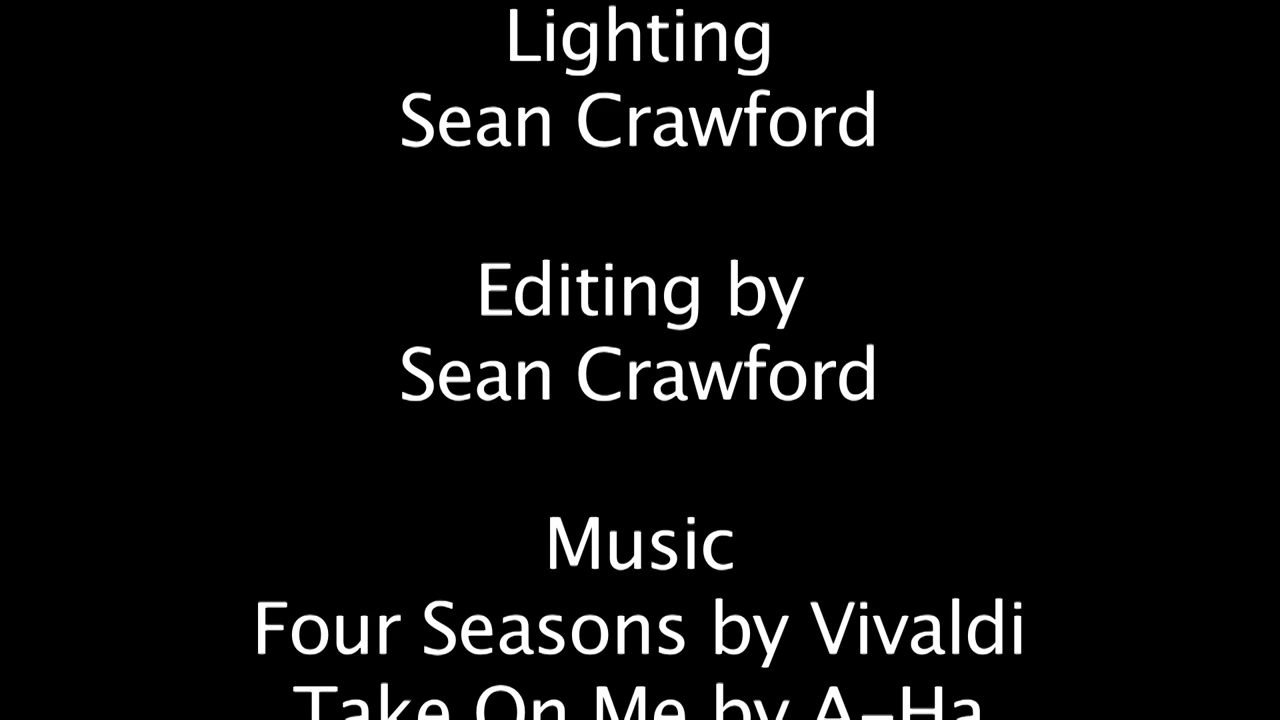 Lighting
Sean Crawford
Editing by
Sean Crawford
Music
Four Seasons by Vivaldi
Take On Me by A-Ha